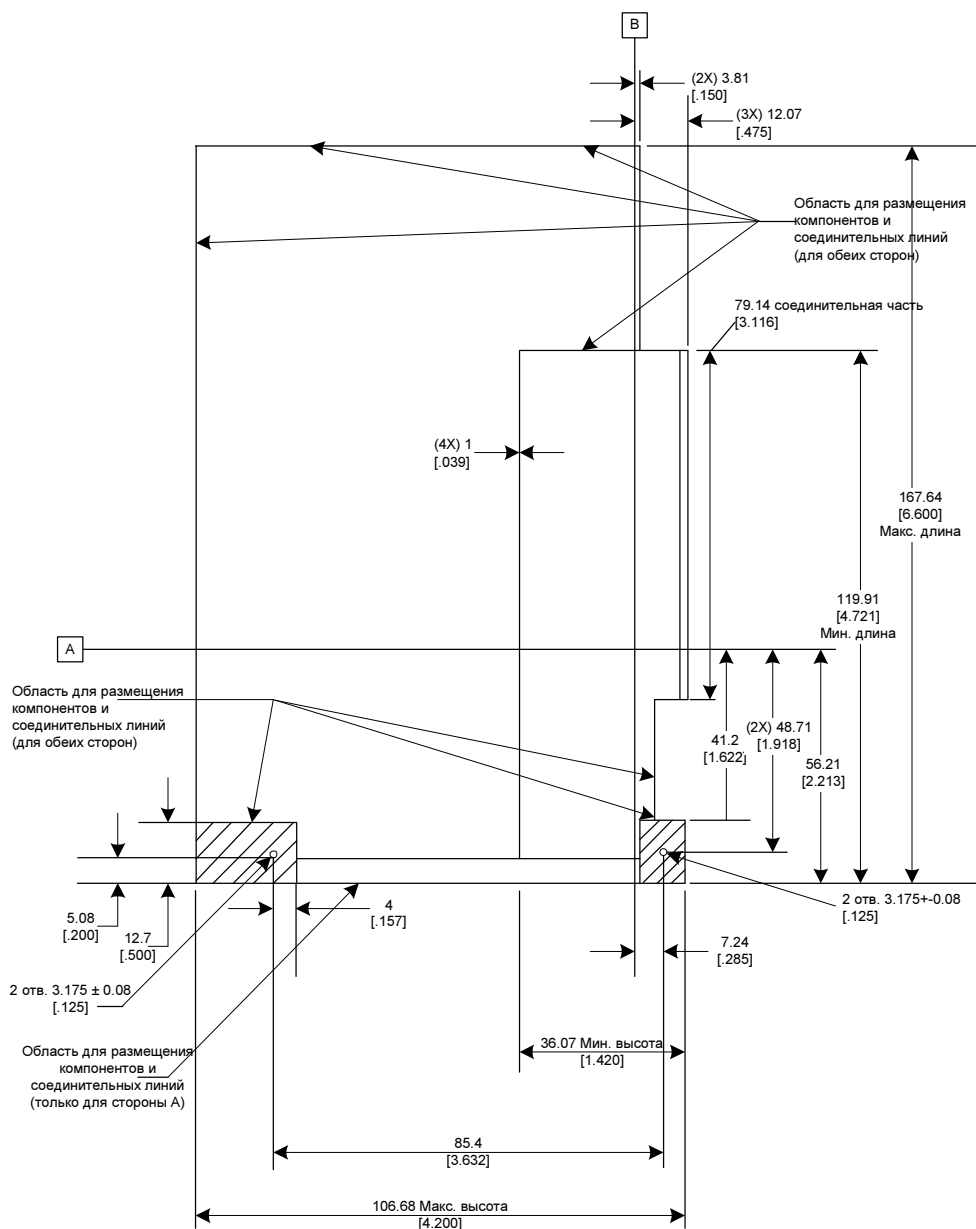 B
(2X) 3.81
[.150]
(3X) 12.07
[.475]
Область для размещения
компонентов и
соединительных линий
(для обеих сторон)
79.14 соединительная часть
[3.116]
(4X) 1
[.039]
167.64
[6.600]
Макс. длина
119.91
[4.721]
Мин. длина
A
Область для размещения
компонентов и
соединительных линий
(для обеих сторон)
41.2
[1.622]
(2X) 48.71
[1.918]
56.21
[2.213]
5.08
[.200]
12.7
[.500]
4
[.157]
2 отв. 3.175+-0.08
[.125]
7.24
[.285]
2 отв. 3.175 ± 0.08
[.125]
Область для размещения
компонентов и
соединительных линий
(только для стороны А)
36.07 Мин. высота
[1.420]
85.4
[3.632]
106.68 Макс. высота
[4.200]